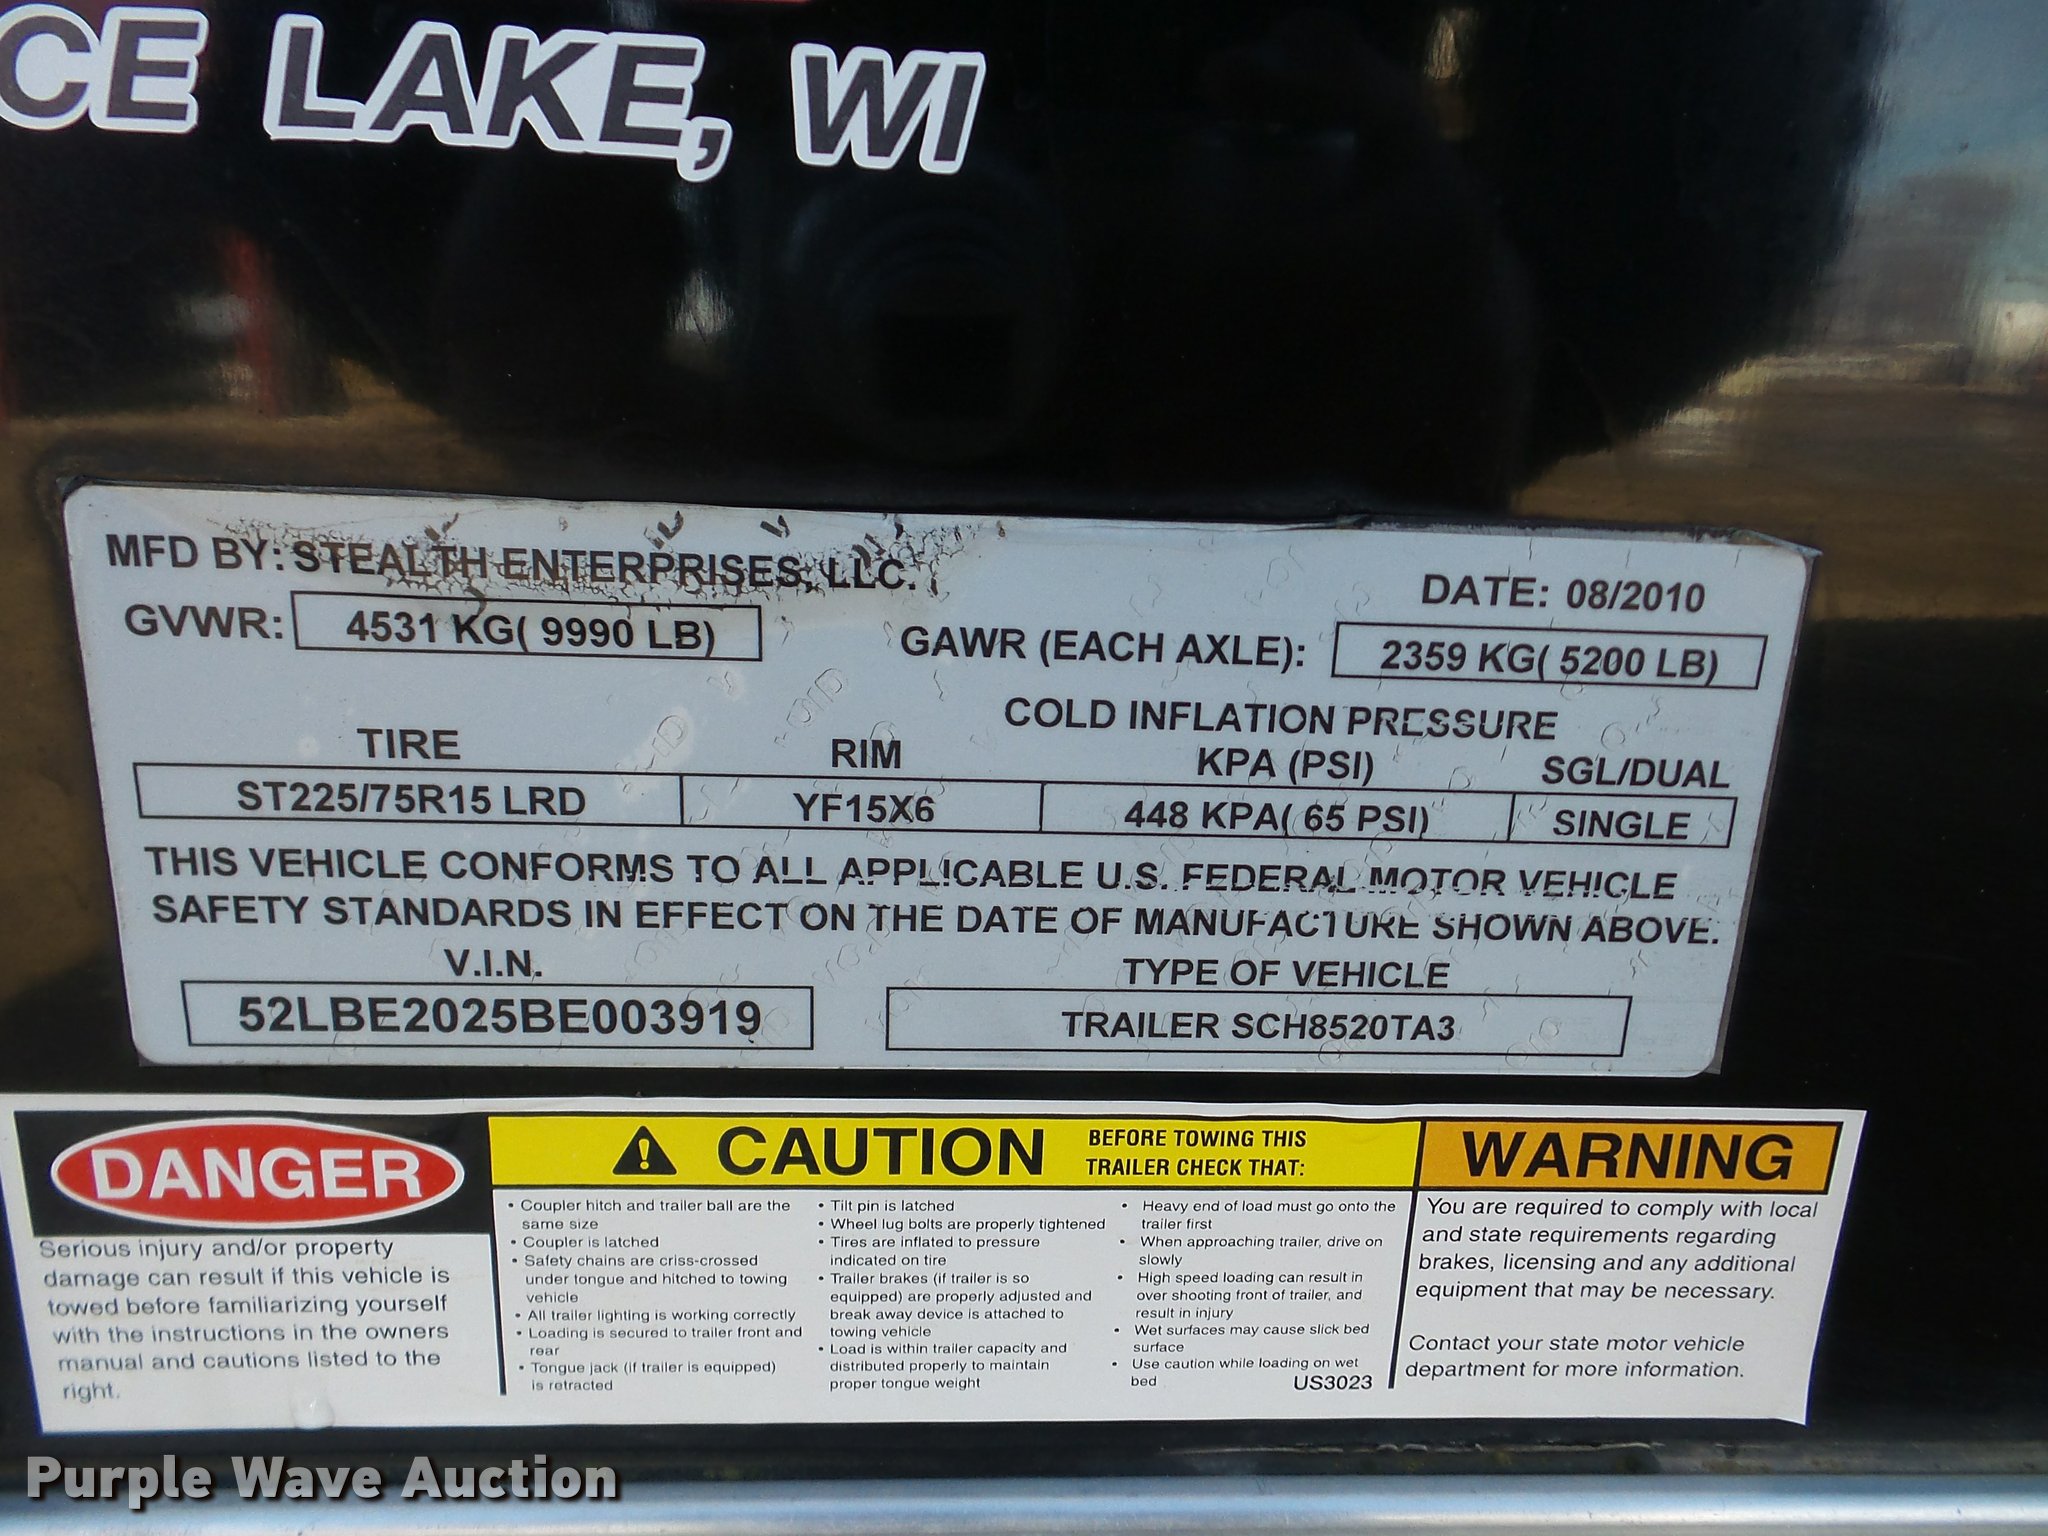 CE LAKE, WI
MFD BY: STEALTH ENTERPRISES, LLC.
DATE: 08/2010
GVWR: 4531 KG( 9990 LB)
GAWR (EACH AXLE): 2359 KG( 5200 LB)
COLD INFLATION PRESSURE
TIRE RIM KPA (PSI) SGL/DUAL
ST225/75R15 LRD YF15X6 448 KPA( 65 PSI) SINGLE
THIS VEHICLE CONFORMS TO ALL APPLICABLE U.S. FEDERAL MOTOR VEHICLE
SAFETY STANDARDS IN EFFECT ON THE DATE OF MANUFACTURE SHOWN ABOVE.
V.I.N. TYPE OF VEHICLE
52LBE2025BE003919 TRAILER SCH8520TA3
DANGER
Serious injury and/or property
damage can result if this vehicle is
towed before familiarizing yourself
with the instructions in the owners
manual and cautions listed to the
right.
CAUTION
BEFORE TOWING THIS
TRAILER CHECK THAT:
• Coupler hitch and trailer ball are the
same size
• Coupler is latched
• Safety chains are criss-crossed
under tongue and hitched to towing
vehicle
• All trailer lighting is working correctly
• Loading is secured to trailer front and
rear
• Tongue jack (if trailer is equipped)
is retracted
• Tilt pin is latched
• Wheel lug bolts are properly tightened
• Tires are inflated to pressure
indicated on tire
• Trailer brakes (if trailer is so
equipped) are properly adjusted and
break away device is attached to
towing vehicle
• Load is within trailer capacity and
distributed properly to maintain
proper tongue weight
• Heavy end of load must go onto the
trailer first
• When approaching trailer, drive on
slowly
• High speed loading can result in
over shooting front of trailer, and
result in injury
• Wet surfaces may cause slick bed
surface
• Use caution while loading on wet
bed
US3023
WARNING
You are required to comply with local
and state requirements regarding
brakes, licensing and any additional
equipment that may be necessary.
Contact your state motor vehicle
department for more information.
Purple Wave Auction